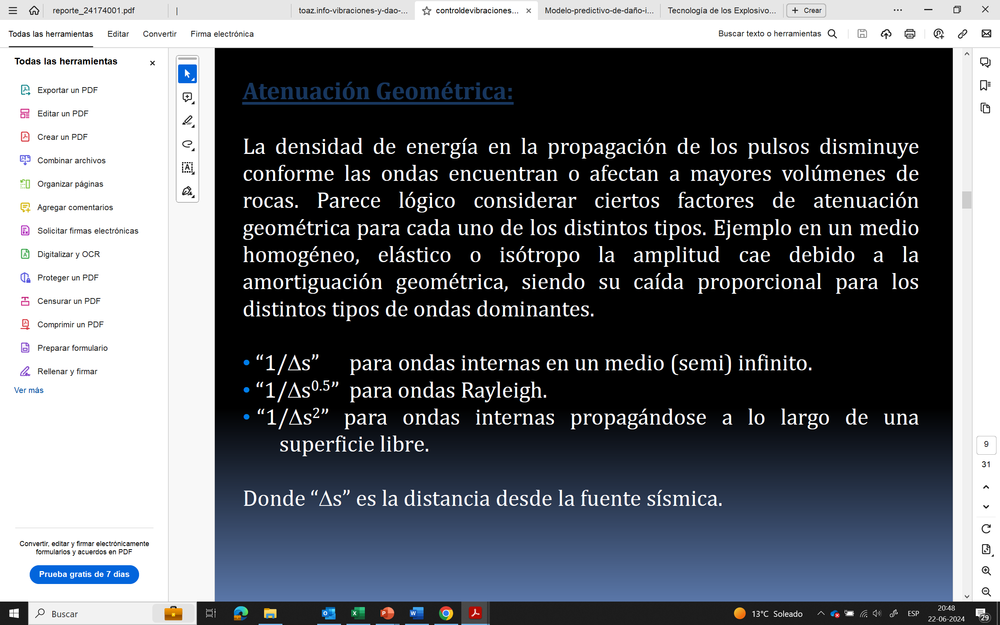 reporte_24174001.pdf
toaz.info-vibraciones-y-dao-...
controldevibraciones...
Modelo-predictivo-de-daño-i...
Tecnología de los Explosivo...
Crear
Todas las herramientas
Editar
Convertir
Firma electrónica
Buscar texto o herramientas
Todas las herramientas
Exportar un PDF
Editar un PDF
Crear un PDF
Combinar archivos
Organizar páginas
Agregar comentarios
Solicitar firmas electrónicas
Digitalizar y OCR
Proteger un PDF
Censurar un PDF
Comprimir un PDF
Preparar formulario
Rellenar y firmar
Ver más
Convertir, editar y firmar electrónicamente
formularios y acuerdos en PDF
Prueba gratis de 7 días
Atenuación Geométrica:
La densidad de energía en la propagación de los pulsos disminuye
conforme las ondas encuentran o afectan a mayores volúmenes de
rocas. Parece lógico considerar ciertos factores de atenuación
geométrica para cada uno de los distintos tipos. Ejemplo en un medio
homogéneo, elástico o isótropo la amplitud cae debido a la
amortiguación geométrica, siendo su caída proporcional para los
distintos tipos de ondas dominantes.
• “1/Δs” para ondas internas en un medio (semi) infinito.
• “1/Δs⁰·⁵” para ondas Rayleigh.
• “1/Δs²” para ondas internas propagándose a lo largo de una
superficie libre.
Donde “Δs” es la distancia desde la fuente sísmica.
9
31
Buscar
13°C Soleado
ESP
20:48
22-06-2024
29